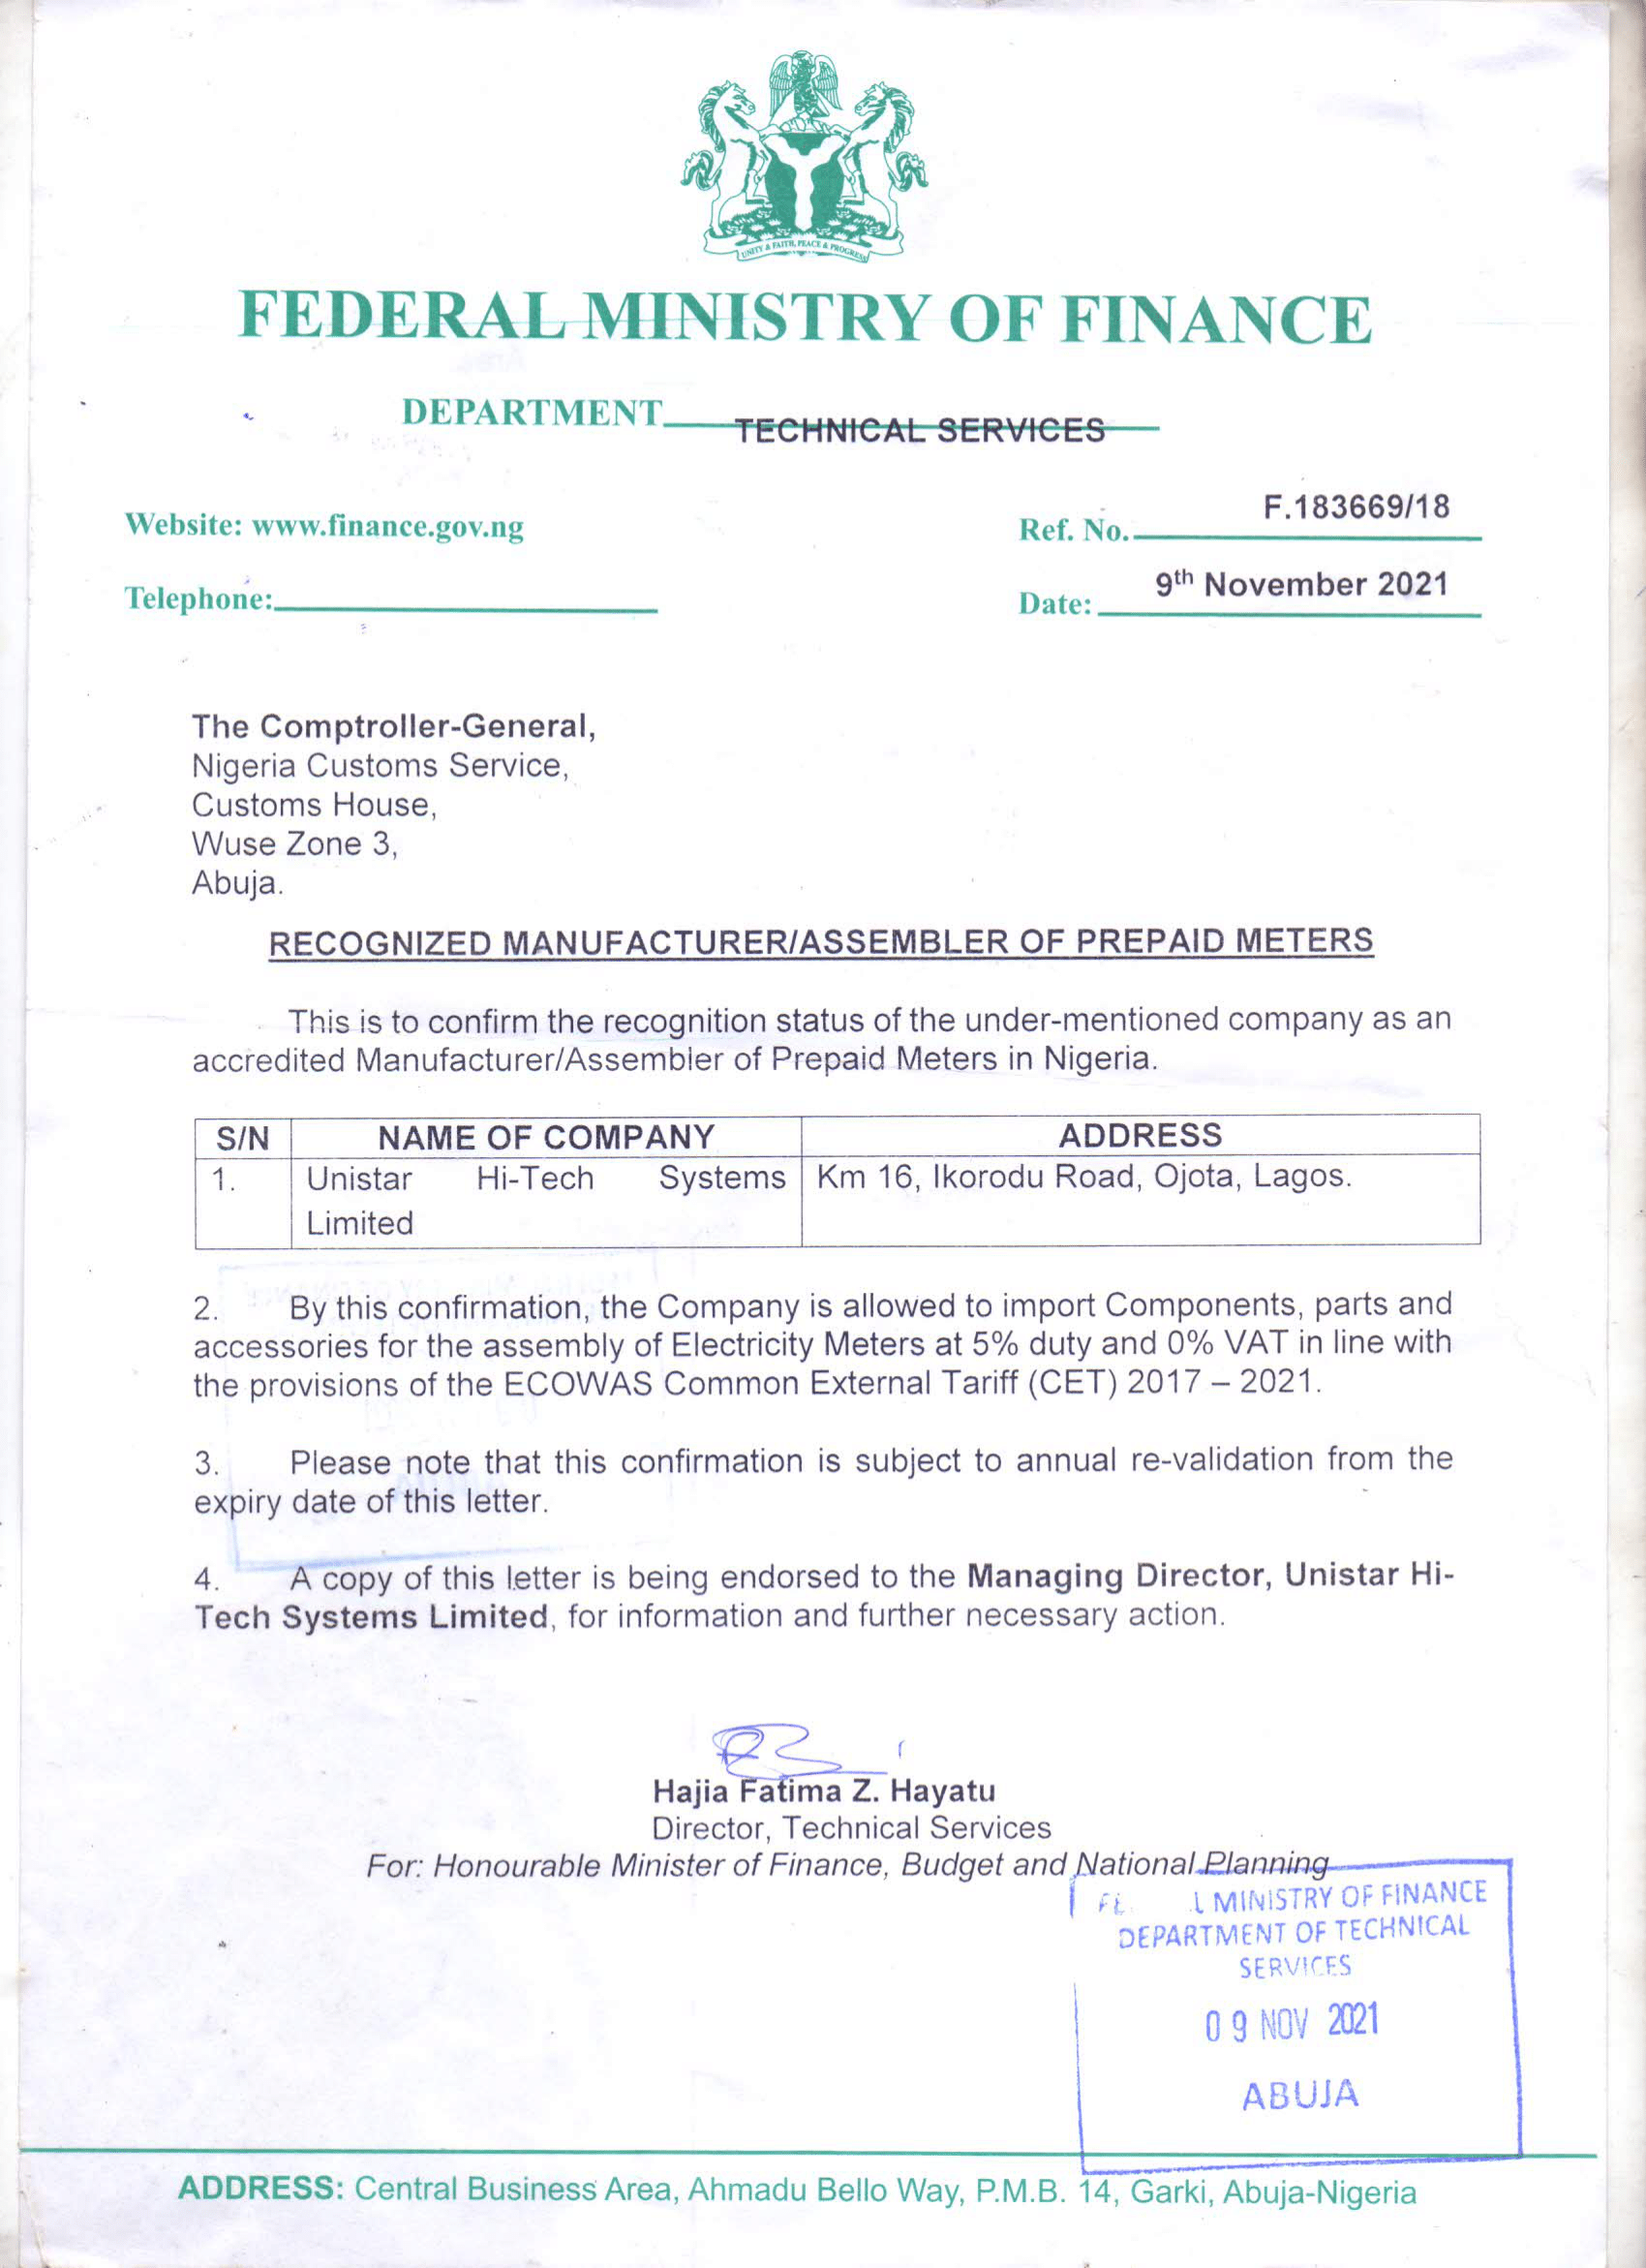 UNITY & FAITH, PEACE & PROGRESS
FEDERAL MINISTRY OF FINANCE
DEPARTMENT TECHNICAL SERVICES
Website: www.finance.gov.ng
Ref. No. F.183669/18
Telephone:
Date: 9th November 2021
The Comptroller-General,
Nigeria Customs Service,
Customs House,
Wuse Zone 3,
Abuja.
RECOGNIZED MANUFACTURER/ASSEMBLER OF PREPAID METERS
This is to confirm the recognition status of the under-mentioned company as an
accredited Manufacturer/Assembler of Prepaid Meters in Nigeria.
S/N NAME OF COMPANY ADDRESS
1. Unistar Hi-Tech Systems Km 16, Ikorodu Road, Ojota, Lagos.
Limited
2. By this confirmation, the Company is allowed to import Components, parts and
accessories for the assembly of Electricity Meters at 5% duty and 0% VAT in line with
the provisions of the ECOWAS Common External Tariff (CET) 2017 – 2021.
3. Please note that this confirmation is subject to annual re-validation from the
expiry date of this letter.
4. A copy of this letter is being endorsed to the Managing Director, Unistar Hi-
Tech Systems Limited, for information and further necessary action.
Hajia Fatima Z. Hayatu
Director, Technical Services
For: Honourable Minister of Finance, Budget and National Planning
MINISTRY OF FINANCE
DEPARTMENT OF TECHNICAL
SERVICES
09 NOV 2021
ABUJA
ADDRESS: Central Business Area, Ahmadu Bello Way, P.M.B. 14, Garki, Abuja-Nigeria